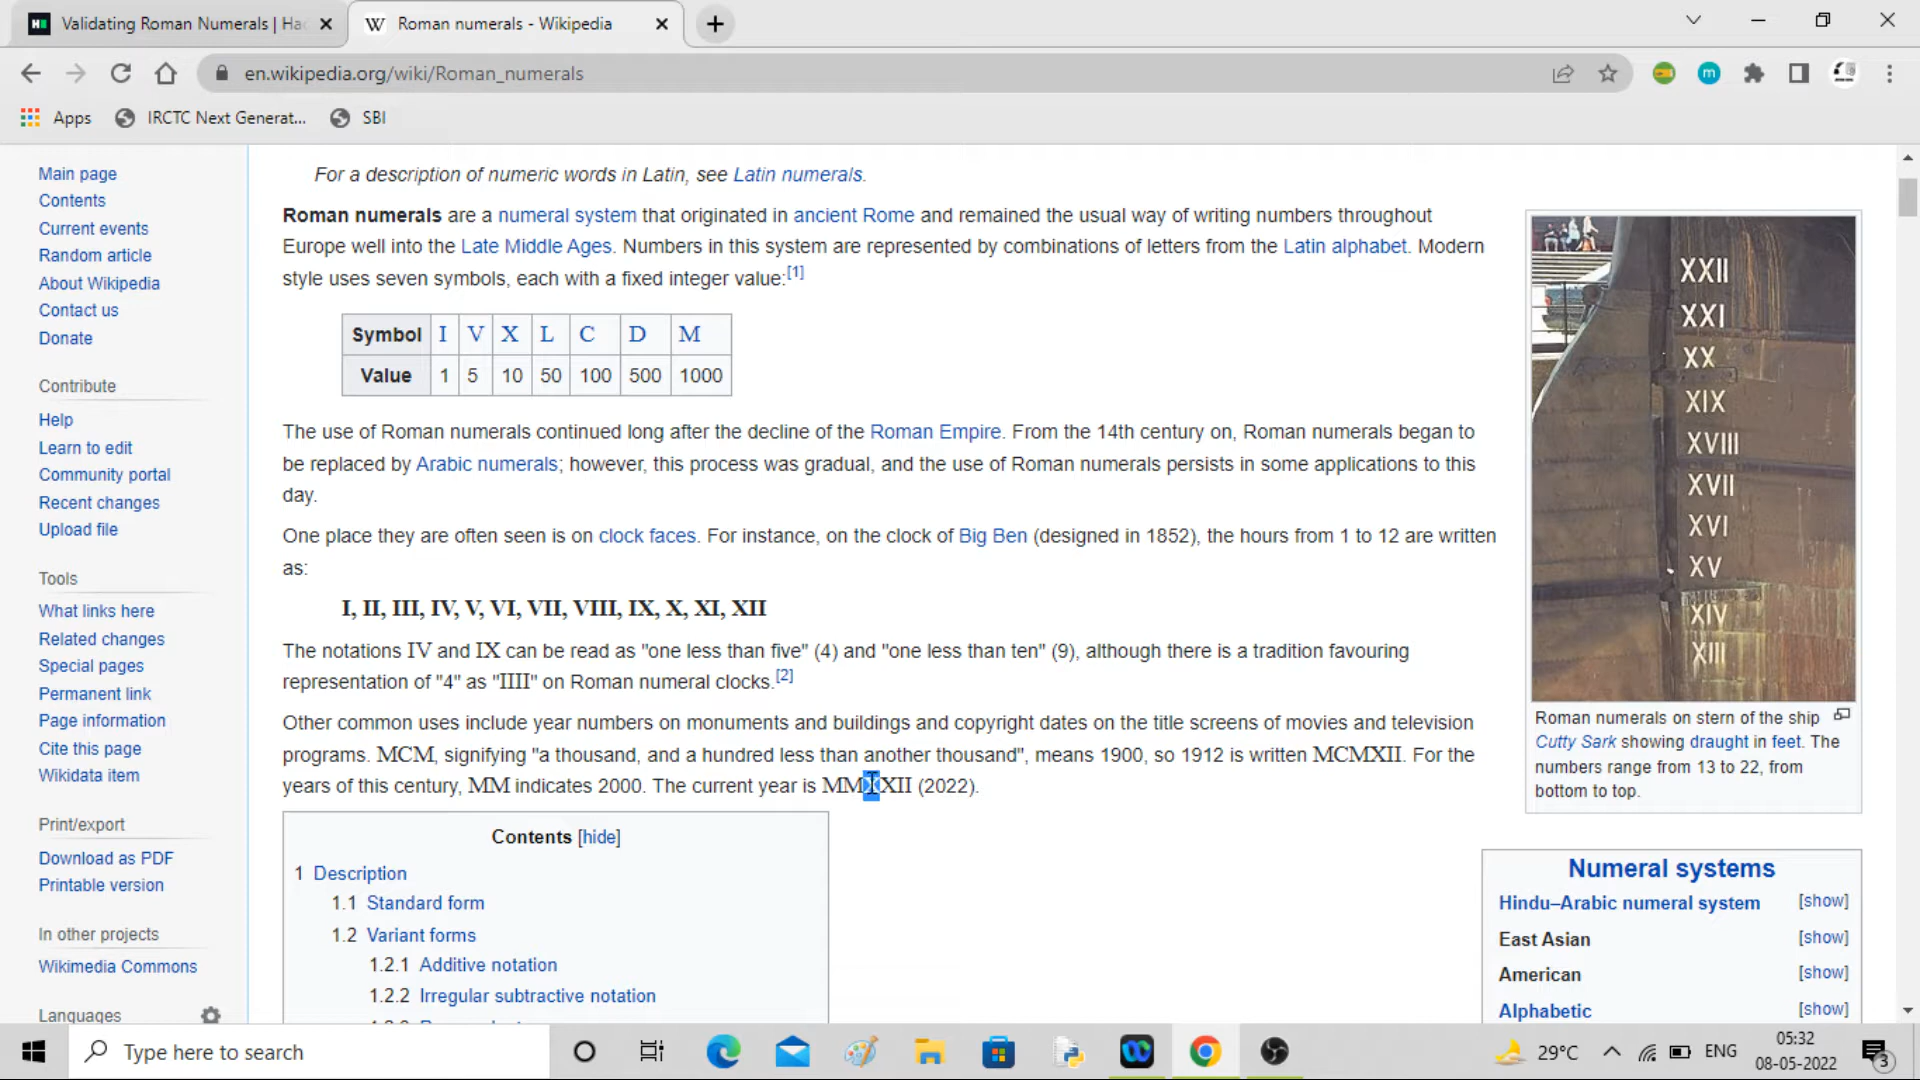 Validating Roman Numerals | Hac
Roman numerals - Wikipedia
en.wikipedia.org/wiki/Roman_numerals
m
Apps
IRCTC Next Generat...
SBI
Main page
Contents
Current events
Random article
About Wikipedia
Contact us
Donate
Contribute
Help
Learn to edit
Community portal
Recent changes
Upload file
Tools
What links here
Related changes
Special pages
Permanent link
Page information
Cite this page
Wikidata item
Print/export
Download as PDF
Printable version
In other projects
Wikimedia Commons
Languages
For a description of numeric words in Latin, see Latin numerals.
Roman numerals are a numeral system that originated in ancient Rome and remained the usual way of writing numbers throughout
Europe well into the Late Middle Ages. Numbers in this system are represented by combinations of letters from the Latin alphabet. Modern
style uses seven symbols, each with a fixed integer value:[1]
Symbol I V X L C D M
Value 1 5 10 50 100 500 1000
The use of Roman numerals continued long after the decline of the Roman Empire. From the 14th century on, Roman numerals began to
be replaced by Arabic numerals; however, this process was gradual, and the use of Roman numerals persists in some applications to this
day.
One place they are often seen is on clock faces. For instance, on the clock of Big Ben (designed in 1852), the hours from 1 to 12 are written
as:
I, II, III, IV, V, VI, VII, VIII, IX, X, XI, XII
The notations IV and IX can be read as "one less than five" (4) and "one less than ten" (9), although there is a tradition favouring
representation of "4" as "IIII" on Roman numeral clocks.[2]
Other common uses include year numbers on monuments and buildings and copyright dates on the title screens of movies and television
programs. MCM, signifying "a thousand, and a hundred less than another thousand", means 1900, so 1912 is written MCMXII. For the
years of this century, MM indicates 2000. The current year is MMXXII (2022).
Contents [hide]
1 Description
1.1 Standard form
1.2 Variant forms
1.2.1 Additive notation
1.2.2 Irregular subtractive notation
XXII
XXI
XX
XIX
XVIII
XVII
XVI
XV
XIV
XIII
Roman numerals on stern of the ship
Cutty Sark showing draught in feet. The
numbers range from 13 to 22, from
bottom to top.
Numeral systems
Hindu–Arabic numeral system [show]
East Asian [show]
American [show]
Alphabetic [show]
Type here to search
29°C
ENG
05:32
08-05-2022
3